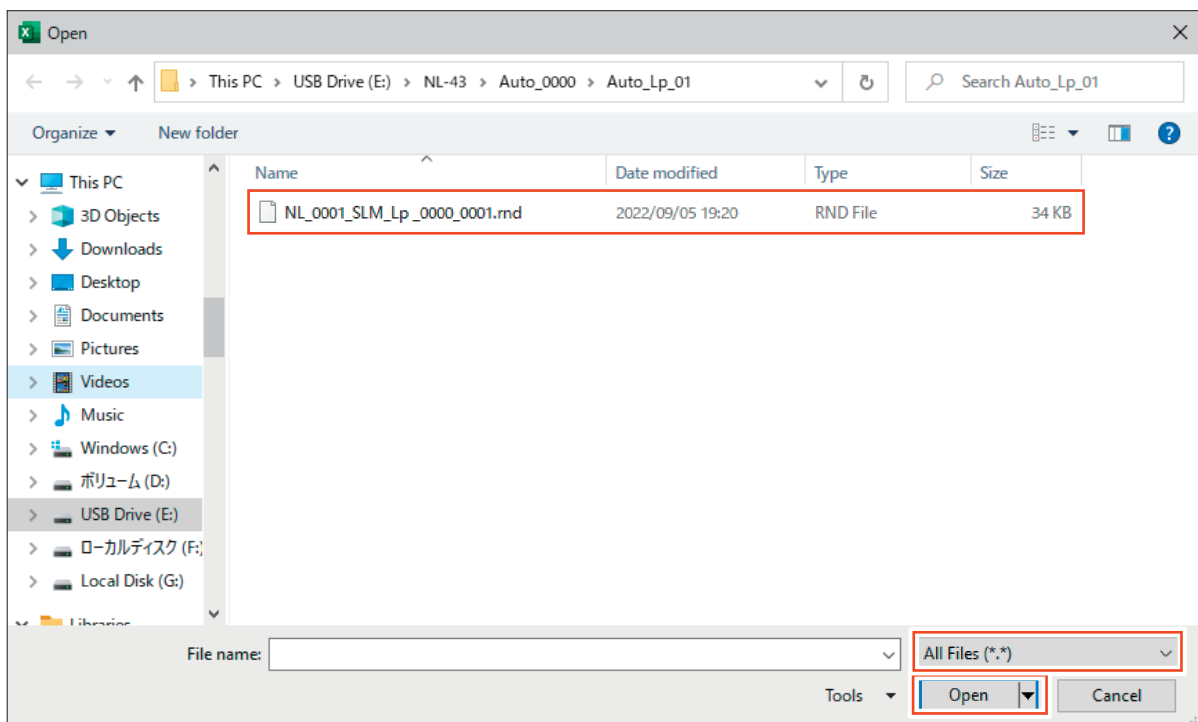 Open
This PC > USB Drive (E:) > NL-43 > Auto_0000 > Auto_Lp_01
Search Auto_Lp_01
Organize
New folder
Name
Date modified
Type
Size
NL_0001_SLM_Lp _0000_0001.rnd
2022/09/05 19:20
RND File
34 KB
This PC
3D Objects
Downloads
Desktop
Documents
Pictures
Videos
Music
Windows (C:)
ボリューム (D:)
USB Drive (E:)
ローカルディスク (F:)
Local Disk (G:)
Libraries
File name:
All Files (*.*)
Tools
Open
Cancel